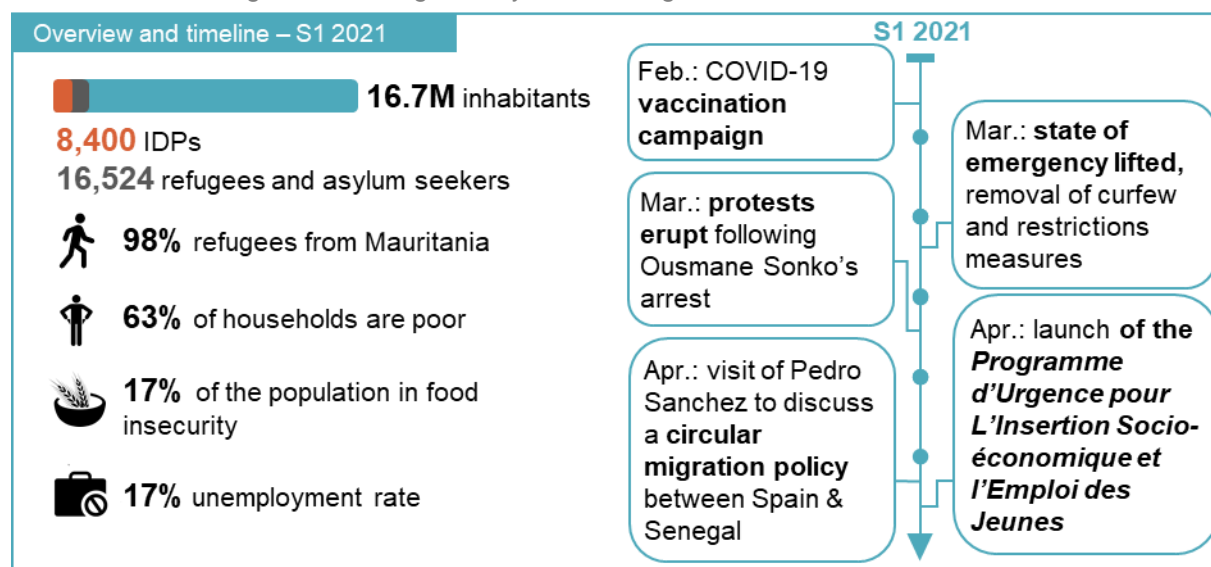 Overview and timeline – S1 2021
16.7M inhabitants
8,400 IDPs
16,524 refugees and asylum seekers
98% refugees from Mauritania
63% of households are poor
17% of the population in food
insecurity
17% unemployment rate
S1 2021
Feb.: COVID-19
vaccination
campaign
Mar.: state of
emergency lifted,
removal of curfew
and restrictions
measures
Mar.: protests
erupt following
Ousmane Sonko's
arrest
Apr.: visit of Pedro
Sanchez to discuss
a circular
migration policy
between Spain &
Senegal
Apr.: launch of the
Programme
d'Urgence pour
L'Insertion Socio-
économique et
l'Emploi des
Jeunes